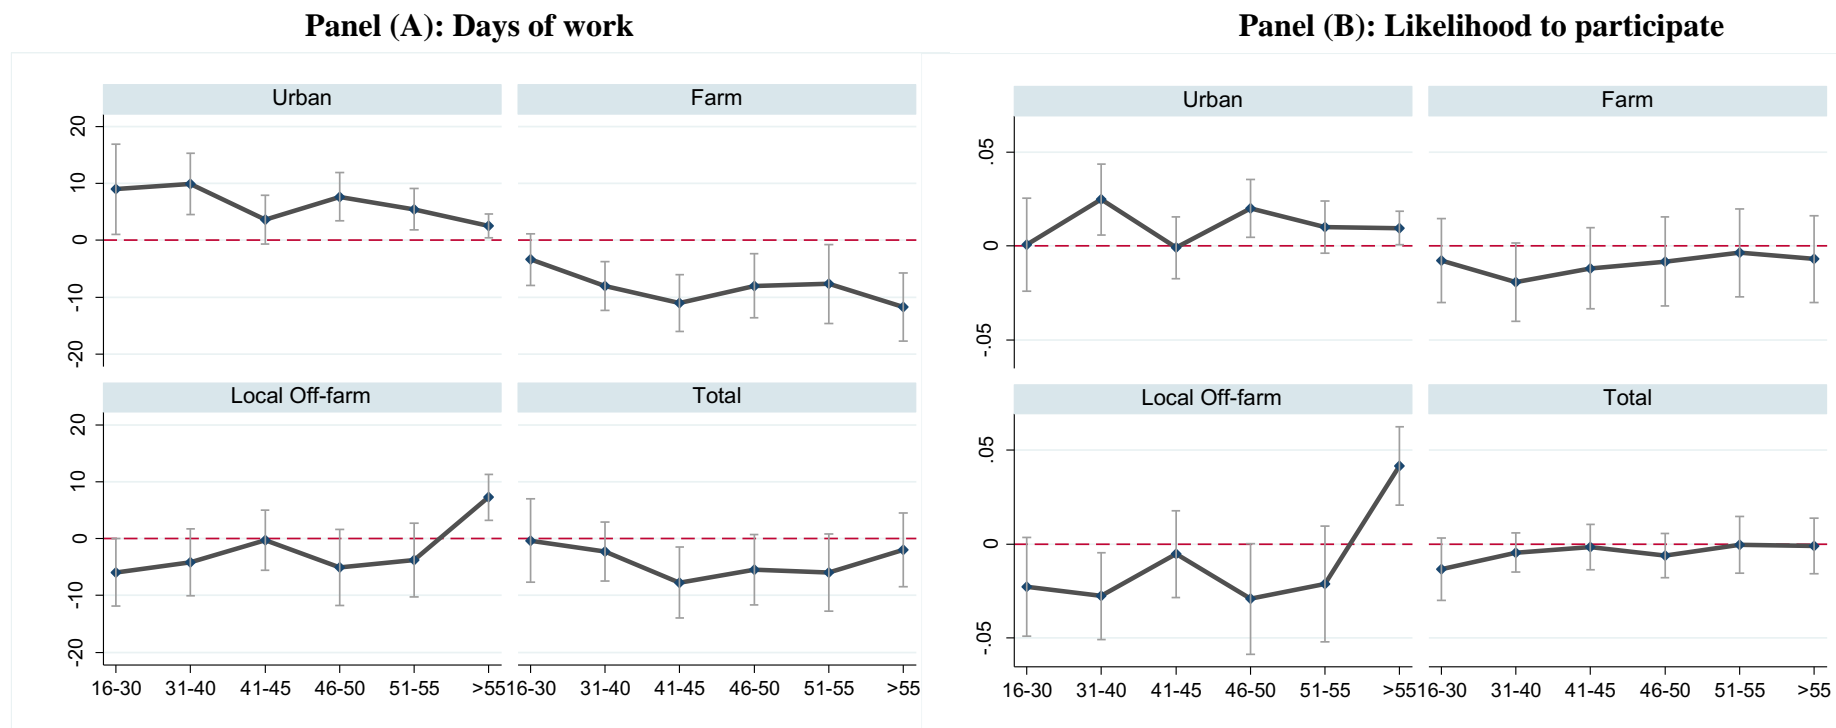 Panel (A): Days of work
Panel (B): Likelihood to participate
Urban
Farm
20
10
0
-10
-20
Local Off-farm
Total
20
10
0
-10
-20
16-30 31-40 41-45 46-50 51-55 >55
16-30 31-40 41-45 46-50 51-55 >55
Urban
Farm
.05
0
-.05
Local Off-farm
Total
.05
0
-.05
16-30 31-40 41-45 46-50 51-55 >55
16-30 31-40 41-45 46-50 51-55 >55